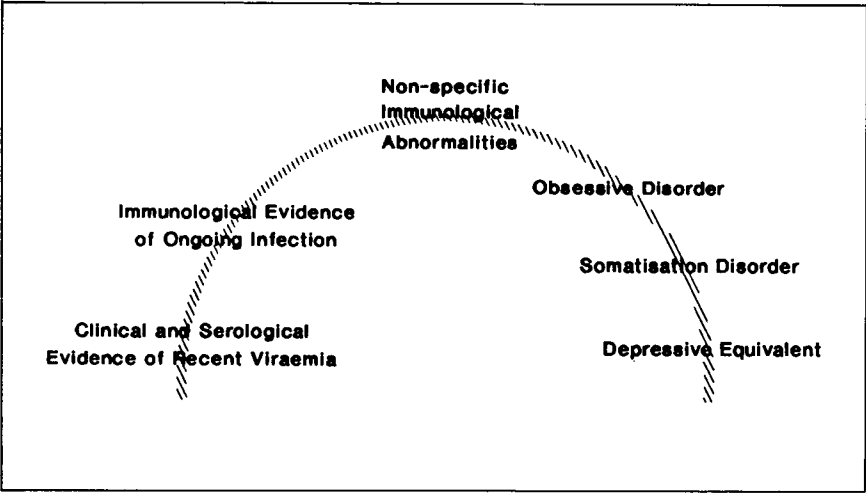 Non-specific
Immunological
Abnormalities
Obsessive Disorder
Immunological Evidence
of Ongoing Infection
Somatisation Disorder
Clinical and Serological
Evidence of Recent Viraemia
Depressive Equivalent